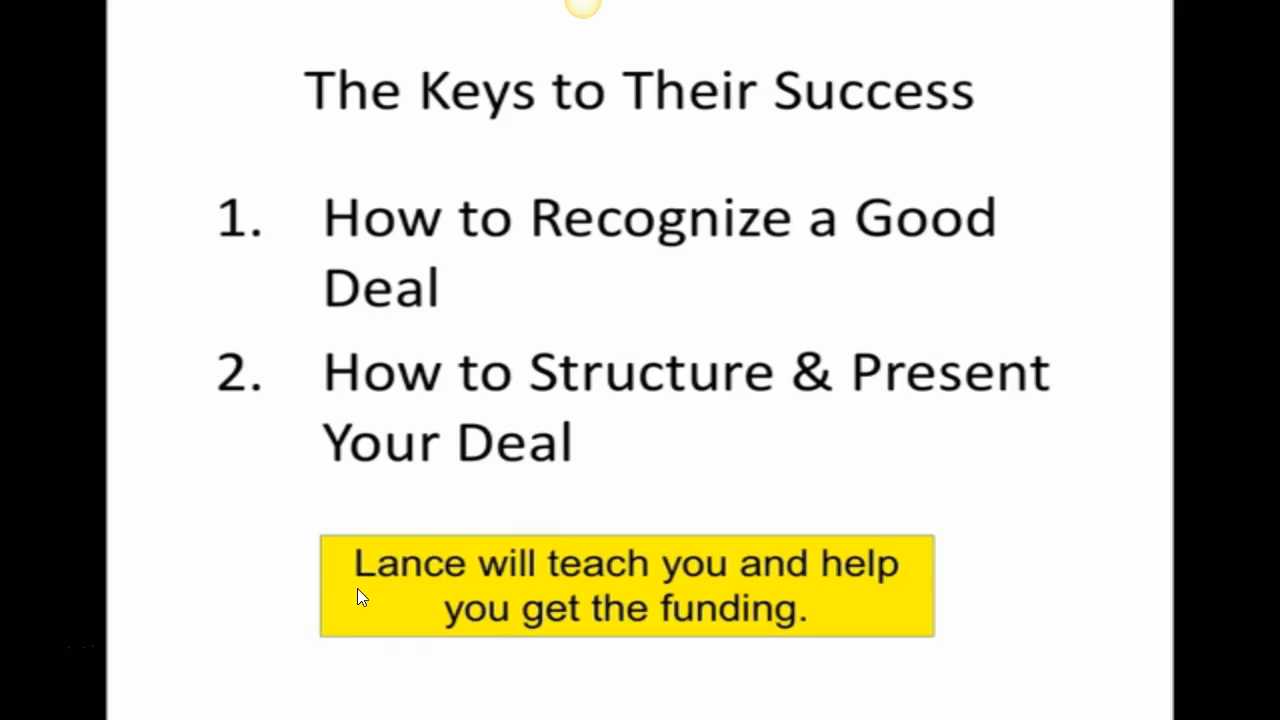 The Keys to Their Success
1. How to Recognize a Good
Deal
2. How to Structure & Present
Your Deal
Lance will teach you and help
you get the funding.